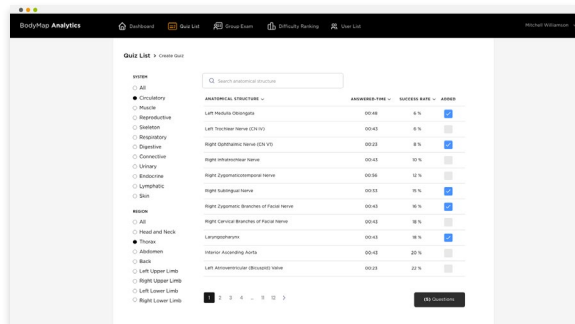 BodyMap Analytics
Dashboard
Quiz List
Group Exam
Difficulty Ranking
User List
Mitchell Williamson
Quiz List > Create Quiz
SYSTEM
All
Circulatory
Muscle
Reproductive
Skeleton
Respiratory
Digestive
Connective
Urinary
Endocrine
Lymphatic
Skin
REGION
All
Head and Neck
Thorax
Abdomen
Back
Left Upper Limb
Right Upper Limb
Left Lower Limb
Right Lower Limb
Search anatomical structure
ANATOMICAL STRUCTURE ANSWERED-TIME SUCCESS RATE ADDED
Left Medulla Oblongata 00:48 6 %
Left Trochlear Nerve (CN IV) 00:43 6 %
Right Ophthalmic Nerve (CN V1) 00:23 8 %
Right Infratrochlear Nerve 00:43 10 %
Right Zygomaticotemporal Nerve 00:36 12 %
Right Sublingual Nerve 00:33 15 %
Right Zygomatic Branches of Facial Nerve 00:43 16 %
Right Cervical Branches of Facial Nerve 00:43 18 %
Laryngopharynx 00:43 18 %
Interior Ascending Aorta 00:43 20 %
Left Atrioventricular (Bicuspid) Valve 00:23 22 %
1 2 3 4 ... 11 12 >
(5) Questions